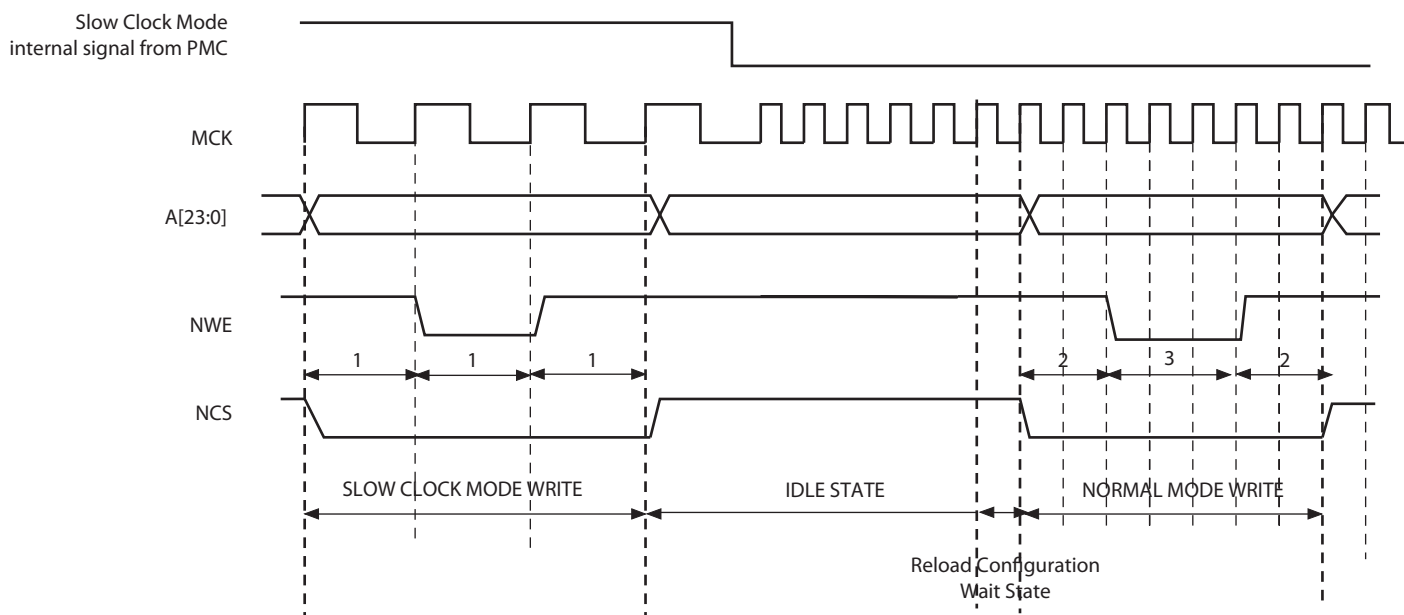 Slow Clock Mode
internal signal from PMC
MCK
A[23:0]
NWE
1 1 1 2 3 2
NCS
SLOW CLOCK MODE WRITE IDLE STATE NORMAL MODE WRITE
Reload Configuration
Wait State